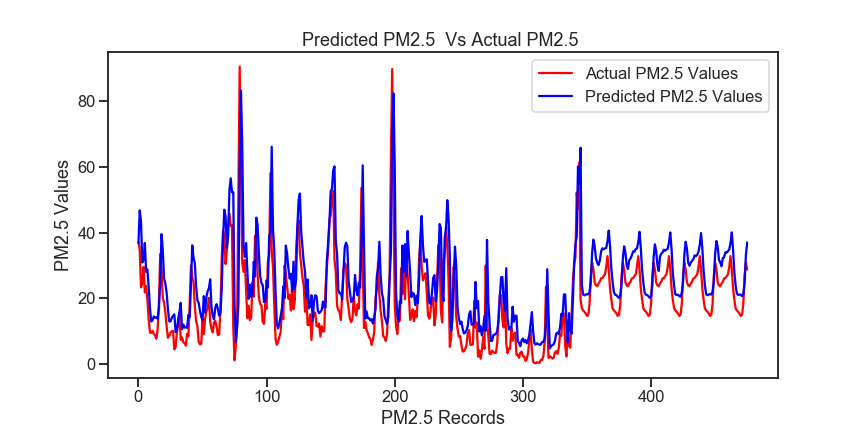 Predicted PM2.5  Vs Actual PM2.5
Actual PM2.5 Values
Predicted PM2.5 Values
PM2.5 Values
80
60
40
20
0
0 100 200 300 400
PM2.5 Records